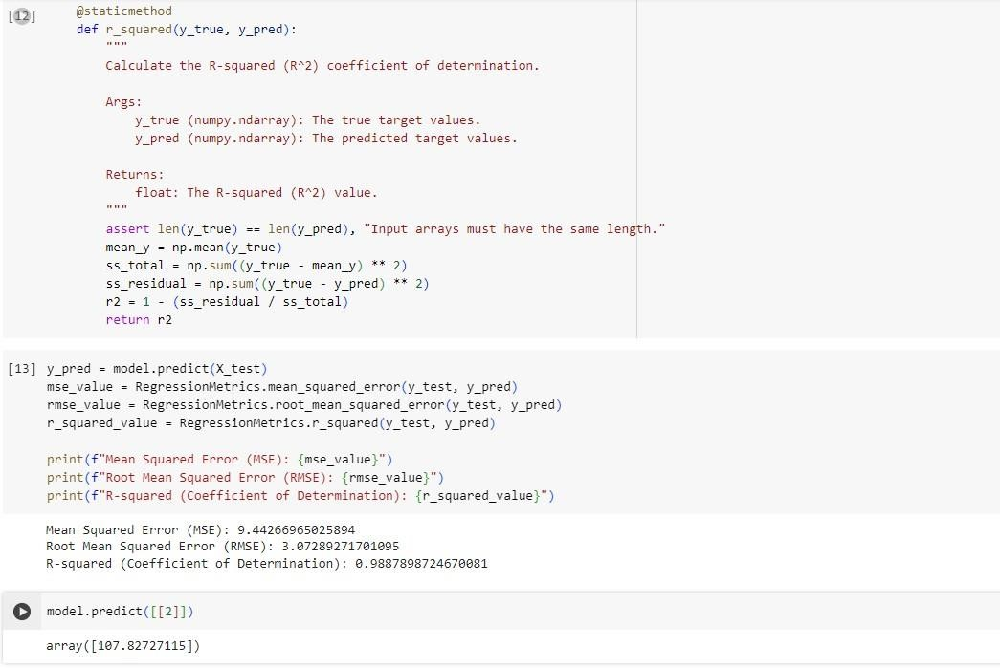 [12] @staticmethod
def r_squared(y_true, y_pred):
"""
Calculate the R-squared (R^2) coefficient of determination.
Args:
y_true (numpy.ndarray): The true target values.
y_pred (numpy.ndarray): The predicted target values.
Returns:
float: The R-squared (R^2) value.
"""
assert len(y_true) == len(y_pred), "Input arrays must have the same length."
mean_y = np.mean(y_true)
ss_total = np.sum((y_true - mean_y) ** 2)
ss_residual = np.sum((y_true - y_pred) ** 2)
r2 = 1 - (ss_residual / ss_total)
return r2
[13] y_pred = model.predict(X_test)
mse_value = RegressionMetrics.mean_squared_error(y_test, y_pred)
rmse_value = RegressionMetrics.root_mean_squared_error(y_test, y_pred)
r_squared_value = RegressionMetrics.r_squared(y_test, y_pred)
print(f"Mean Squared Error (MSE): {mse_value}")
print(f"Root Mean Squared Error (RMSE): {rmse_value}")
print(f"R-squared (Coefficient of Determination): {r_squared_value}")
Mean Squared Error (MSE): 9.44266965025894
Root Mean Squared Error (RMSE): 3.07289271701095
R-squared (Coefficient of Determination): 0.9887898724670081
model.predict([[2]])
array([107.82727115])